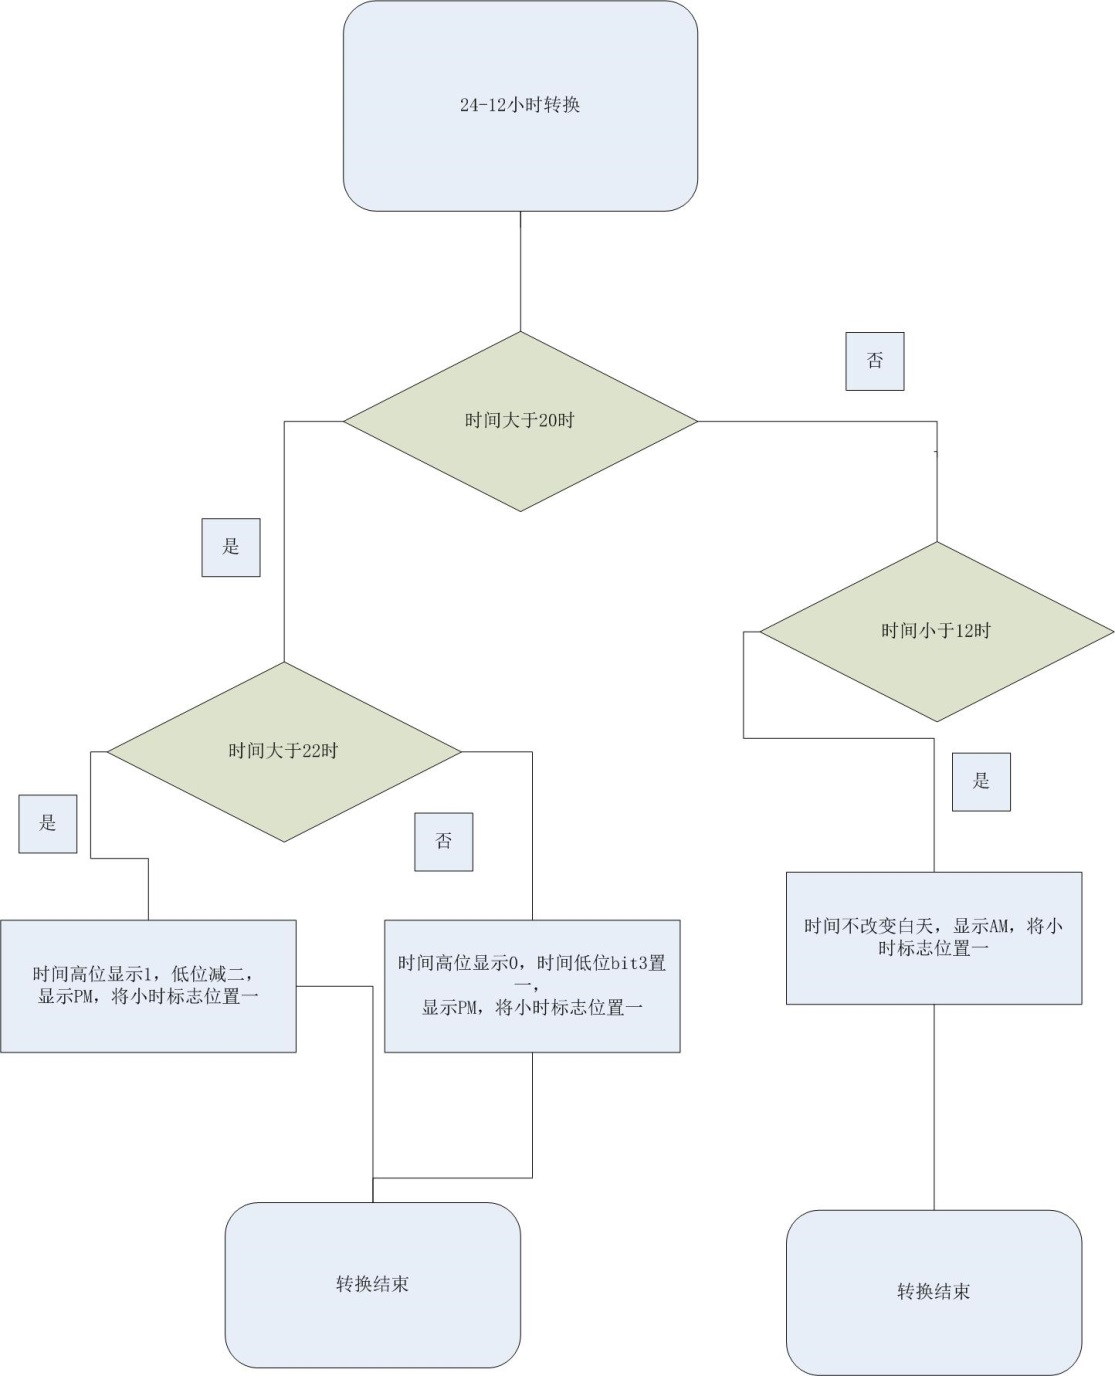 24-12小时转换
否
时间大于20时
是
时间小于12时
时间大于22时
是
是
否
时间不改变白天，显示AM，将小
时标志位置一
时间高位显示1，低位减二，
显示PM，将小时标志位置一
时间高位显示0，时间低位bit3置
一，
显示PM，将小时标志位置一
转换结束
转换结束